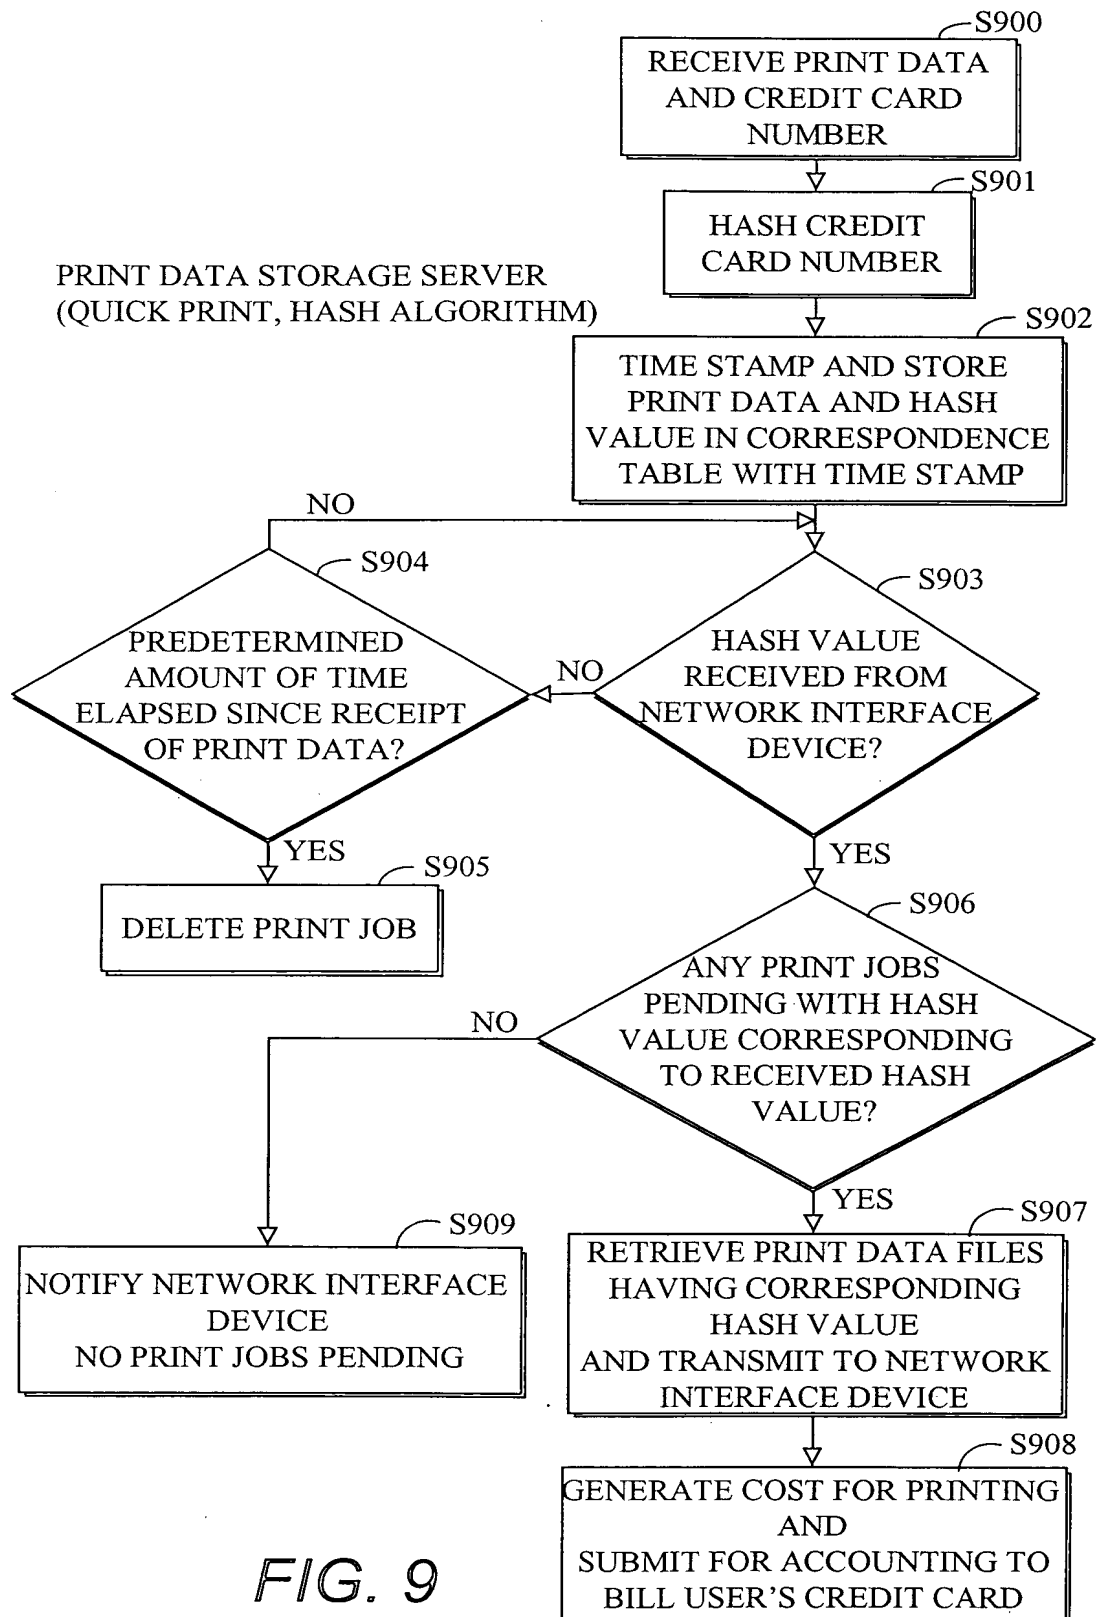 S900
RECEIVE PRINT DATA
AND CREDIT CARD
NUMBER
S901
HASH CREDIT
CARD NUMBER
PRINT DATA STORAGE SERVER
(QUICK PRINT, HASH ALGORITHM)
S902
TIME STAMP AND STORE
PRINT DATA AND HASH
VALUE IN CORRESPONDENCE
TABLE WITH TIME STAMP
NO
S904
PREDETERMINED
AMOUNT OF TIME
ELAPSED SINCE RECEIPT
OF PRINT DATA?
NO
S903
HASH VALUE
RECEIVED FROM
NETWORK INTERFACE
DEVICE?
YES
S905
DELETE PRINT JOB
YES
S906
ANY PRINT JOBS
PENDING WITH HASH
VALUE CORRESPONDING
TO RECEIVED HASH
VALUE?
NO
YES
S909
NOTIFY NETWORK INTERFACE
DEVICE
NO PRINT JOBS PENDING
S907
RETRIEVE PRINT DATA FILES
HAVING CORRESPONDING
HASH VALUE
AND TRANSMIT TO NETWORK
INTERFACE DEVICE
S908
GENERATE COST FOR PRINTING
AND
SUBMIT FOR ACCOUNTING TO
BILL USER'S CREDIT CARD
FIG. 9